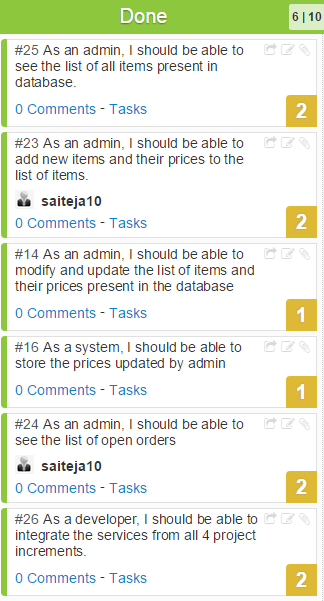 Done
6 | 10
#25 As an admin, I should be able to
see the list of all items present in
database.
0 Comments - Tasks
2
#23 As an admin, I should be able to
add new items and their prices to the
list of items.
saiteja10
0 Comments - Tasks
2
#14 As an admin, I should be able to
modify and update the list of items and
their prices present in the database
0 Comments - Tasks
1
#16 As a system, I should be able to
store the prices updated by admin
0 Comments - Tasks
1
#24 As an admin, I should be able to
see the list of open orders
saiteja10
0 Comments - Tasks
2
#26 As a developer, I should be able to
integrate the services from all 4 project
increments.
0 Comments - Tasks
2